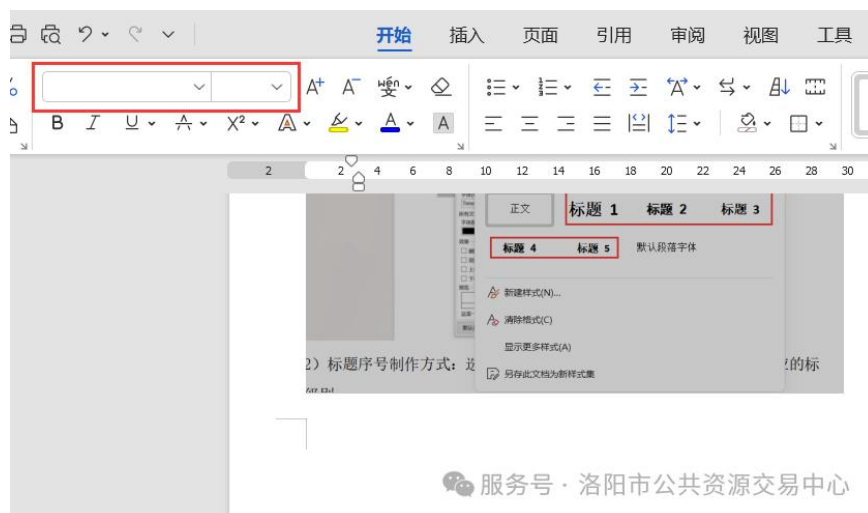 开始 插入 页面 引用 审阅 视图 工具
A+ A- wén 变 A
B I U A X² A A A
2 2 4 6 8 10 12 14 16 18 20 22 24 26 28 30
正文 标题 1 标题 2 标题 3
标题 4 标题 5 默认段落字体
新建样式(N)...
清除格式(C)
显示更多样式(A)
2）标题序号制作方式：
的标
另存此文档为新样式集
服务号 · 洛阳市公共资源交易中心